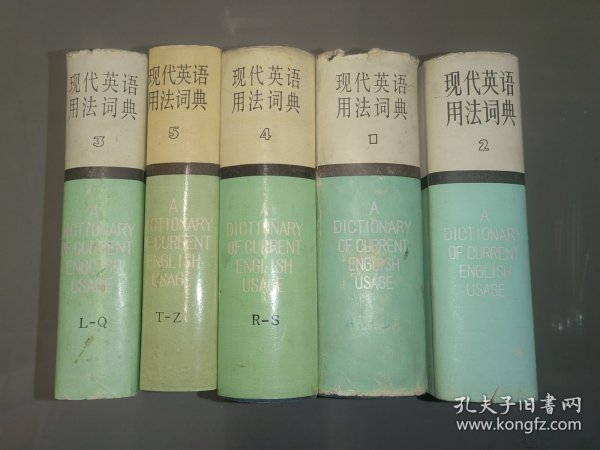 现代英语
用法词典
3
A
DICTIONARY
OF CURRENT
ENGLISH
USAGE
L-Q
现代英语
用法词典
5
A
DICTIONARY
OF CURRENT
ENGLISH
USAGE
T-Z
现代英语
用法词典
4
A
DICTIONARY
OF CURRENT
ENGLISH
USAGE
R-S
现代英语
用法词典
1
A
DICTIONARY
OF CURRENT
ENGLISH
USAGE
现代英语
用法词典
2
A
DICTIONARY
OF CURRENT
ENGLISH
USAGE
孔夫子旧书网
www.kongfz.com